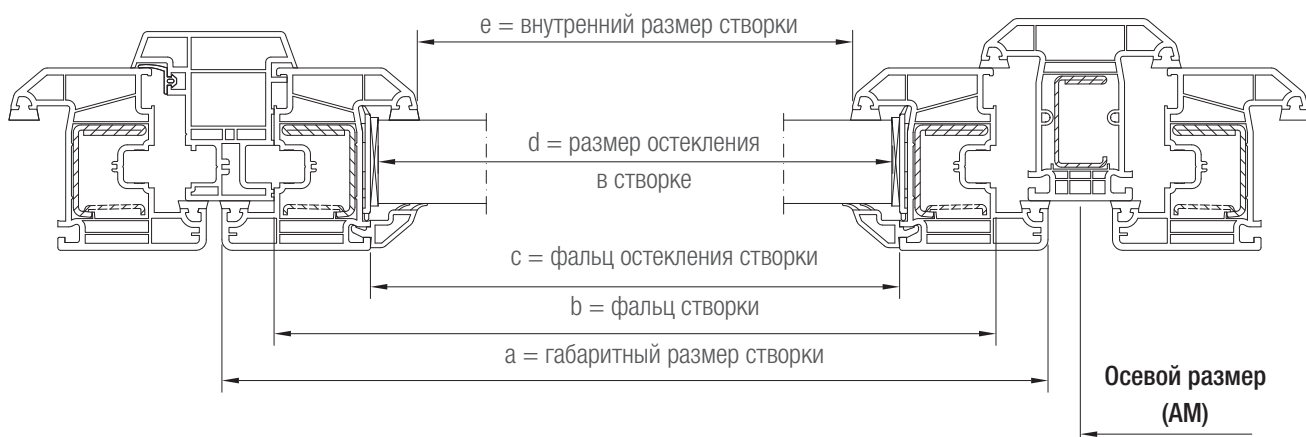 e = внутренний размер створки
d = размер остекления
в створке
c = фальц остекления створки
b = фальц створки
a = габаритный размер створки
Осевой размер
(AM)